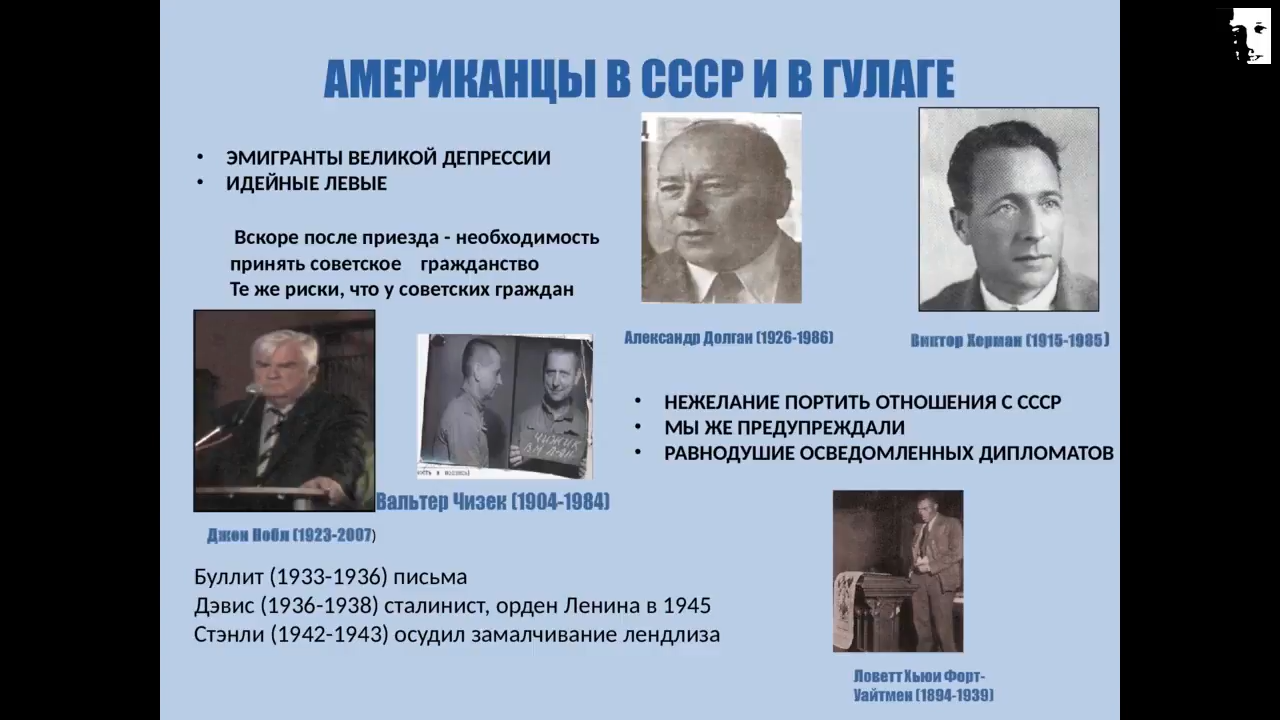 АМЕРИКАНЦЫ В СССР И В ГУЛАГЕ
• ЭМИГРАНТЫ ВЕЛИКОЙ ДЕПРЕССИИ
• ИДЕЙНЫЕ ЛЕВЫЕ
Вскоре после приезда - необходимость
принять советское гражданство
Те же риски, что у советских граждан
Александр Долган (1926-1986)
Виктор Херман (1915-1985)
ЧИЖИК
Вальтер Чизек (1904-1984)
Джон Нобл (1923-2007)
• НЕЖЕЛАНИЕ ПОРТИТЬ ОТНОШЕНИЯ С СССР
• МЫ ЖЕ ПРЕДУПРЕЖДАЛИ
• РАВНОДУШИЕ ОСВЕДОМЛЕННЫХ ДИПЛОМАТОВ
Буллит (1933-1936) письма
Дэвис (1936-1938) сталинист, орден Ленина в 1945
Стэнли (1942-1943) осудил замалчивание лендлиза
Ловетт Хьюи Форт-
Уайтмен (1894-1939)